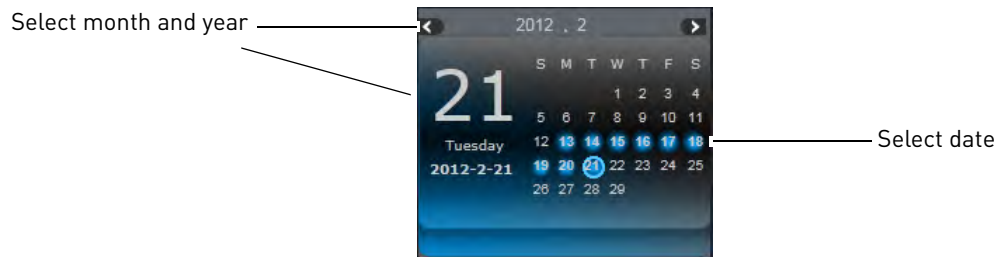 Select month and year
2012 . 2
21
Tuesday
2012-2-21
S M T W T F S
1 2 3 4
5 6 7 8 9 10 11
12 13 14 15 16 17 18
19 20 21 22 23 24 25
26 27 28 29
Select date